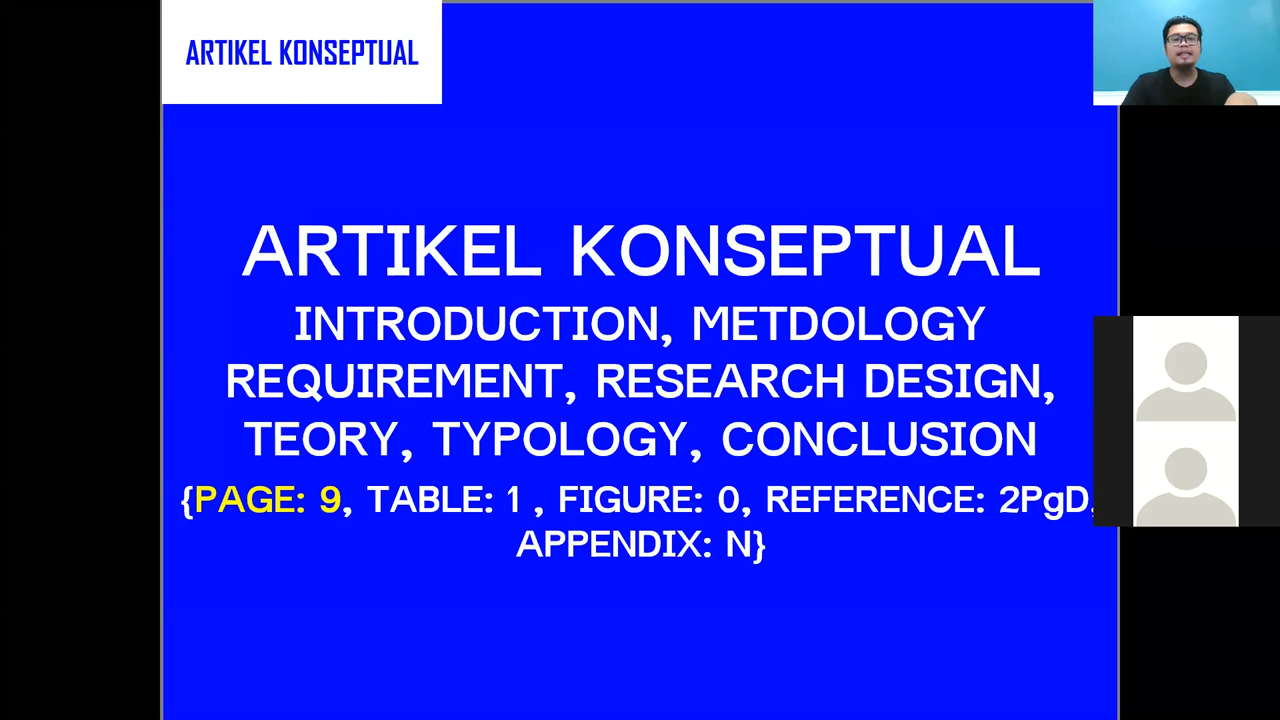 ARTIKEL KONSEPTUAL
ARTIKEL KONSEPTUAL
INTRODUCTION, METDOLOGY
REQUIREMENT, RESEARCH DESIGN,
TEORY, TYPOLOGY, CONCLUSION
{PAGE: 9, TABLE: 1 , FIGURE: 0, REFERENCE: 2PgD,
APPENDIX: N}